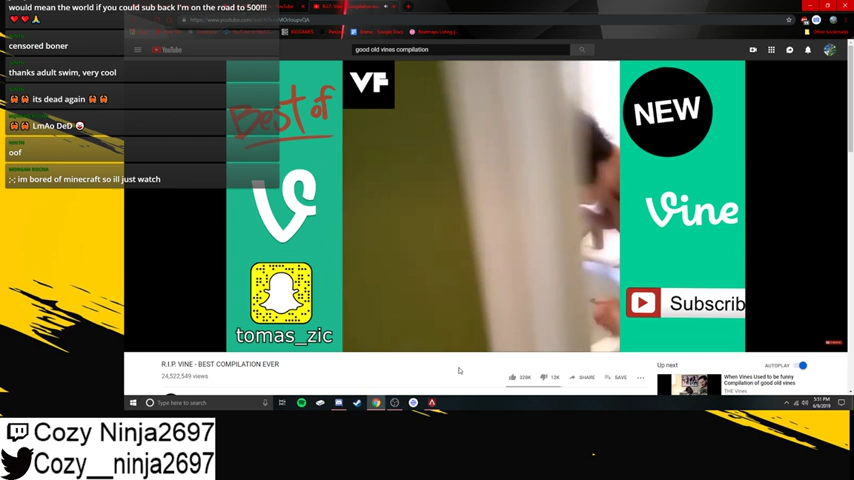 would mean the world if you could sub back I'm on the road to 500!!!
censored boner
thanks adult swim, very cool
its dead again
LmAo DeD
oof
;-; im bored of minecraft so ill just watch
YouTube
good old vines compilation
Other bookmarks
Best of
VF
NEW
Vine
tomas_zic
Subscrib
R.I.P. VINE - BEST COMPILATION EVER
24,522,549 views
328K
13K
SHARE
SAVE
Up next
AUTOPLAY
When Vines Used to be funny
Compilation of good old vines
THE Vines
Type here to search
5:51 PM
6/9/2019
Cozy Ninja2697
Cozy__ninja2697